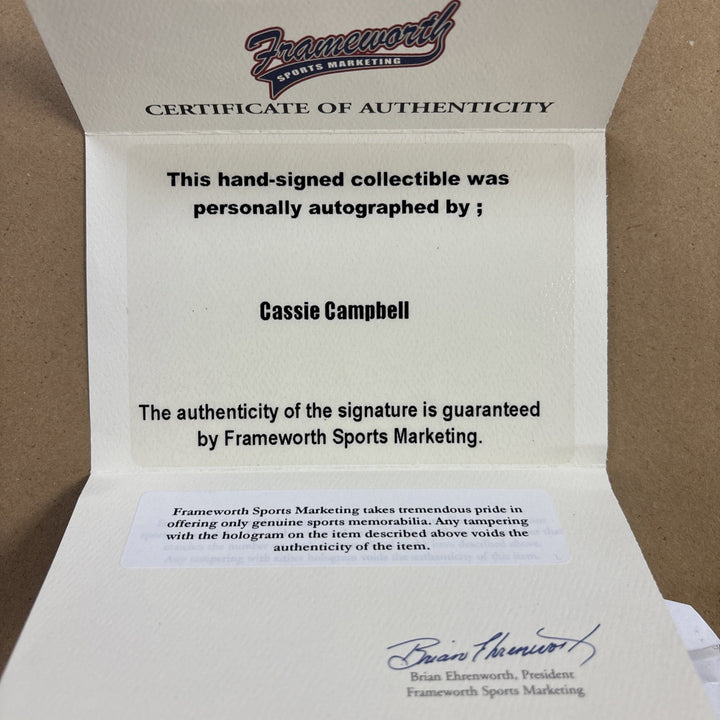 Frameworth
SPORTS MARKETING
CERTIFICATE OF AUTHENTICITY
This hand-signed collectible was
personally autographed by ;
Cassie Campbell
The authenticity of the signature is guaranteed
by Frameworth Sports Marketing.
Frameworth Sports Marketing takes tremendous pride in
offering only genuine sports memorabilia. Any tampering
with the hologram on the item described above voids the
authenticity of the item.
Brian Ehrenworth
Brian Ehrenworth, President
Frameworth Sports Marketing